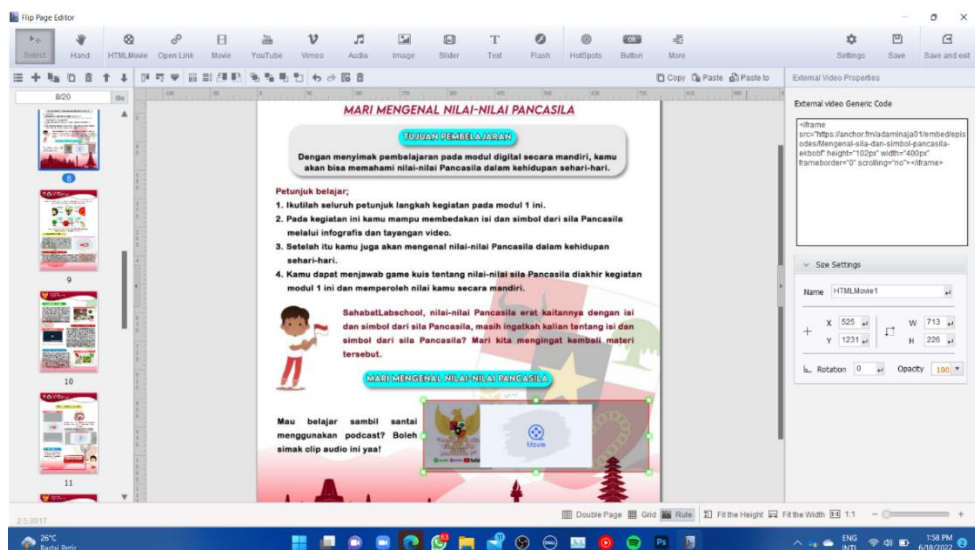 Flip Page Editor
Select Hand HTMLMovie Open Link Movie YouTube Vimeo Audio Image Slider Text Flash HotSpots Button More Settings Save Save and exit
Copy Paste Paste to External Video Properties
8/20 Go
External video Generic Code
<iframe
src="https://anchor.fm/adaminaja01/embed/epis
odes/Mengenal-sila-dan-simbol-pancasila-
ekbobf" height="102px" width="400px"
frameborder="0" scrolling="no"></iframe>
Size Settings
Name HTMLMovie1
X 525 W 713
Y 1231 H 226
Rotation 0 Opacity 100
8
9
10
11
MARI MENGENAL NILAI-NILAI PANCASILA
TUJUAN PEMBELAJARAN
Dengan menyimak pembelajaran pada modul digital secara mandiri, kamu
akan bisa memahami nilai-nilai Pancasila dalam kehidupan sehari-hari.
Petunjuk belajar;
1. Ikutilah seluruh petunjuk langkah kegiatan pada modul 1 ini.
2. Pada kegiatan ini kamu mampu membedakan isi dan simbol dari sila Pancasila
melalui infografis dan tayangan video.
3. Setelah itu kamu juga akan mengenal nilai-nilai Pancasila dalam kehidupan
sehari-hari.
4. Kamu dapat menjawab game kuis tentang nilai-nilai sila Pancasila diakhir kegiatan
modul 1 ini dan memperoleh nilai kamu secara mandiri.
SahabatLabschool, nilai-nilai Pancasila erat kaitannya dengan isi
dan simbol dari sila Pancasila, masih ingatkah kalian tentang isi dan
simbol dari sila Pancasila? Mari kita mengingat kembali materi
tersebut.
MARI MENGENAL NILAI-NILAI PANCASILA
Mau belajar sambil santai
menggunakan podcast? Boleh
simak clip audio ini yaa!
Movie
2.5.0017
Double Page Grid Rule Fit the Height Fit the Width 1:1
26°C
Badai Petir
ENG
INTL
1:58 PM
6/18/2022